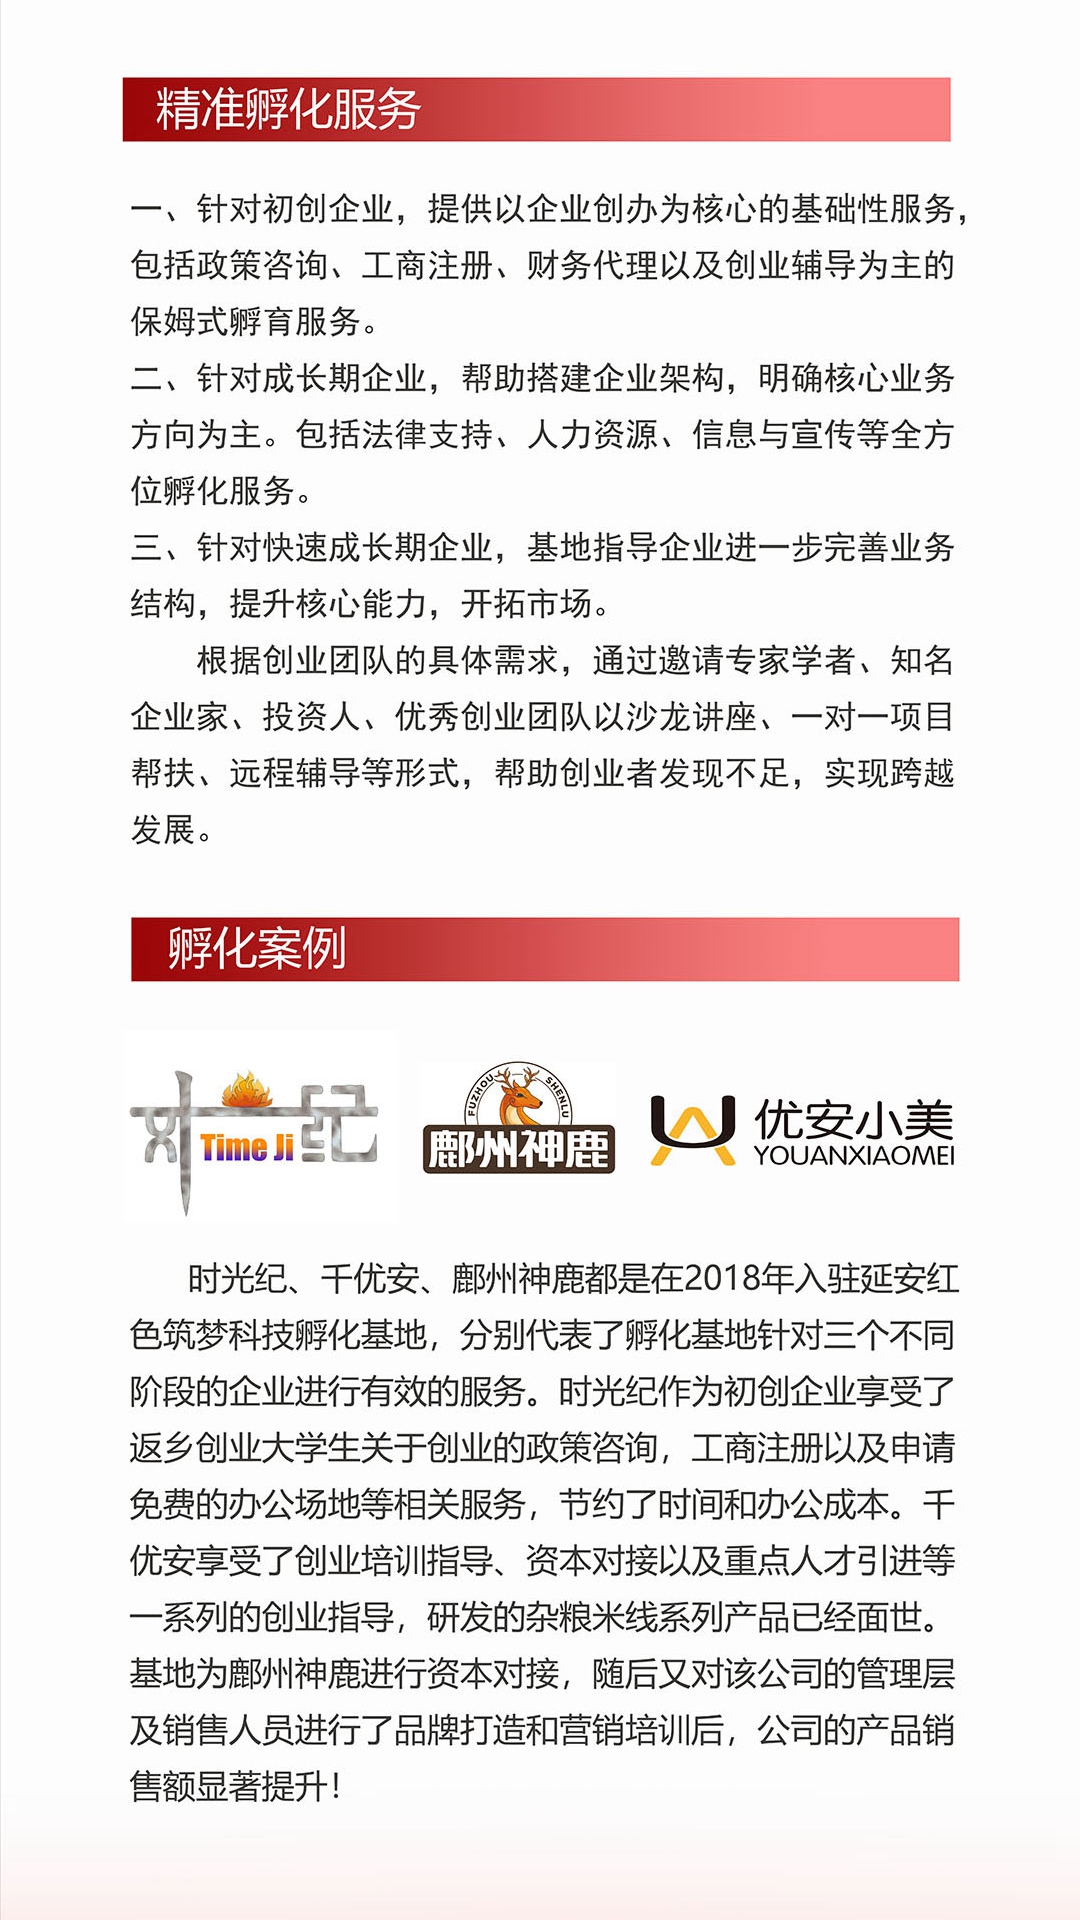 精准孵化服务
一、针对初创企业，提供以企业创办为核心的基础性服务，
包括政策咨询、工商注册、财务代理以及创业辅导为主的
保姆式孵育服务。
二、针对成长期企业，帮助搭建企业架构，明确核心业务
方向为主。包括法律支持、人力资源、信息与宣传等全方
位孵化服务。
三、针对快速成长期企业，基地指导企业进一步完善业务
结构，提升核心能力，开拓市场。
根据创业团队的具体需求，通过邀请专家学者、知名
企业家、投资人、优秀创业团队以沙龙讲座、一对一项目
帮扶、远程辅导等形式，帮助创业者发现不足，实现跨越
发展。
孵化案例
时纪
Time Ji
FUZHOU SHENLU
鄜州神鹿
优安小美
YOUANXIAOMEI
时光纪、千优安、鄜州神鹿都是在2018年入驻延安红
色筑梦科技孵化基地，分别代表了孵化基地针对三个不同
阶段的企业进行有效的服务。时光纪作为初创企业享受了
返乡创业大学生关于创业的政策咨询，工商注册以及申请
免费的办公场地等相关服务，节约了时间和办公成本。千
优安享受了创业培训指导、资本对接以及重点人才引进等
一系列的创业指导，研发的杂粮米线系列产品已经面世。
基地为鄜州神鹿进行资本对接，随后又对该公司的管理层
及销售人员进行了品牌打造和营销培训后，公司的产品销
售额显著提升！